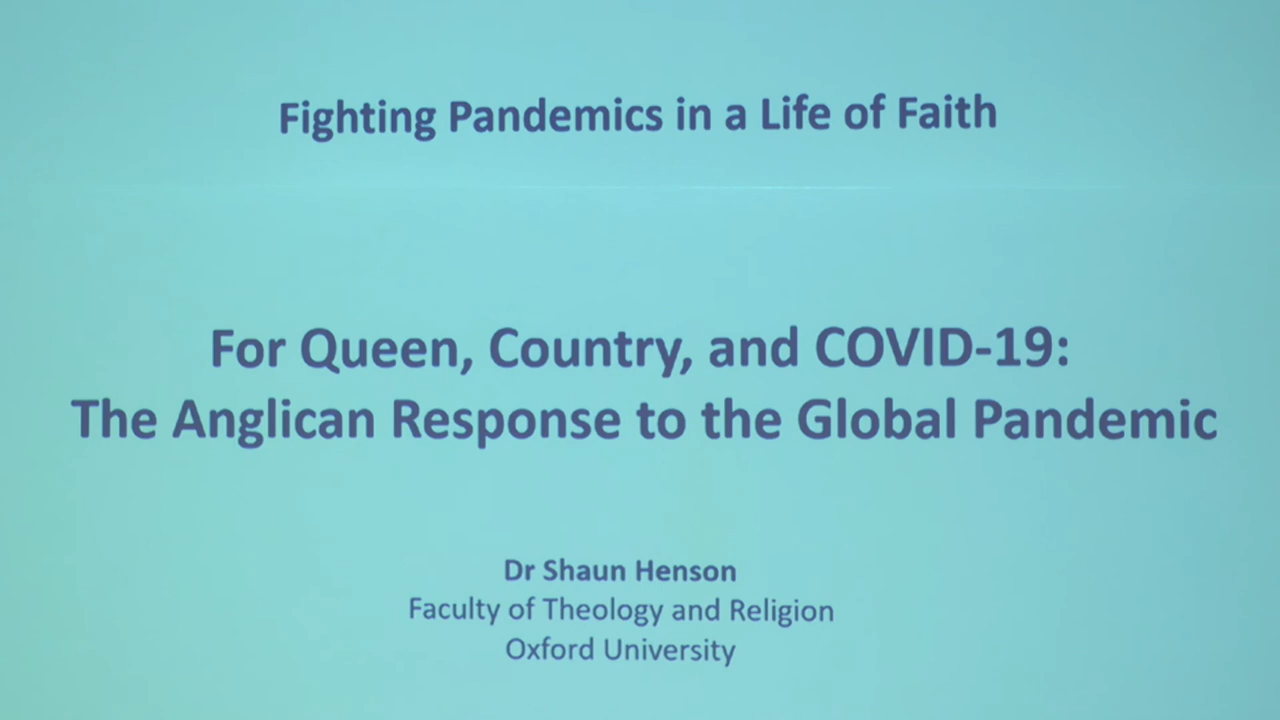 Fighting Pandemics in a Life of Faith
For Queen, Country, and COVID-19:
The Anglican Response to the Global Pandemic
Dr Shaun Henson
Faculty of Theology and Religion
Oxford University